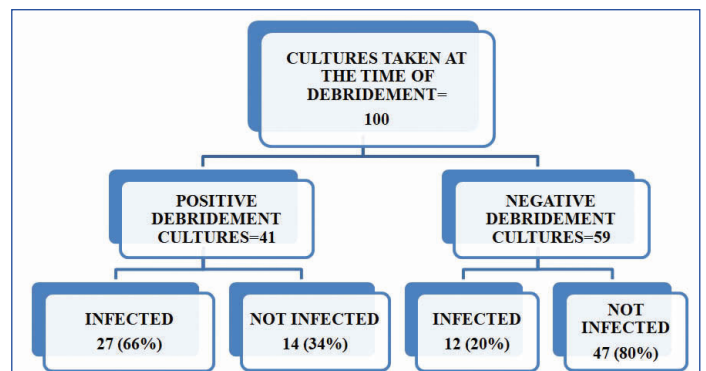 CULTURES TAKEN AT
THE TIME OF
DEBRIDEMENT=
100
POSITIVE
DEBRIDEMENT
CULTURES=41
NEGATIVE
DEBRIDEMENT
CULTURES=59
INFECTED
27 (66%)
NOT INFECTED
14 (34%)
INFECTED
12 (20%)
NOT
INFECTED
47 (80%)